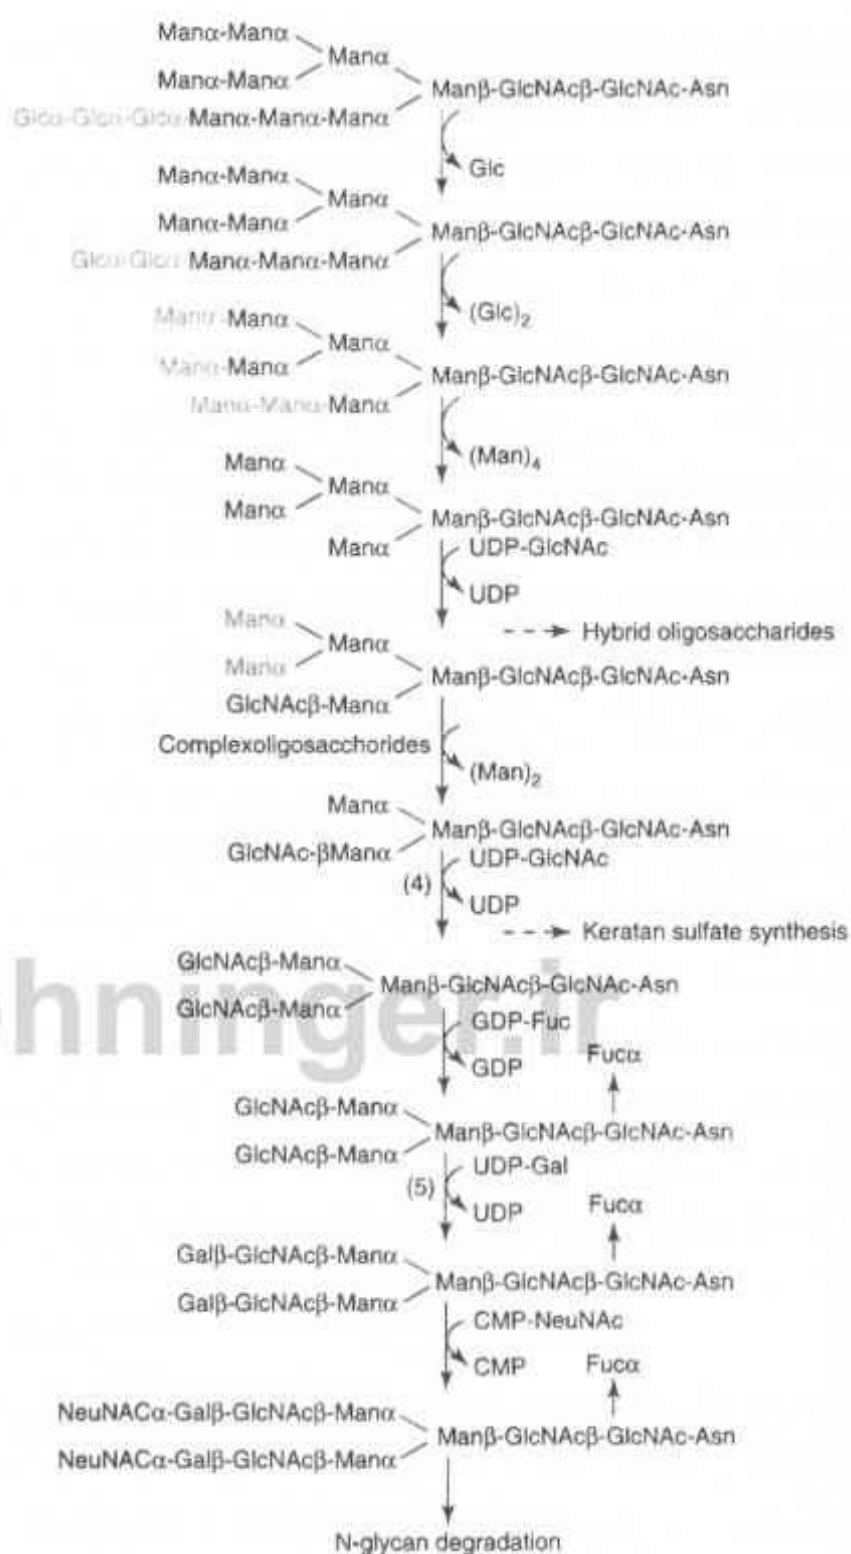 Manα-Manα
Manα
Manα-Manα
Manβ-GlcNAcβ-GlcNAc-Asn
Glcα-Glcα-Glcα-Manα-Manα-Manα
Glc
Manα-Manα
Manα
Manα-Manα
Manβ-GlcNAcβ-GlcNAc-Asn
Glcα-Glcα-Manα-Manα-Manα
(Glc)2
Manα-Manα
Manα
Manα-Manα
Manβ-GlcNAcβ-GlcNAc-Asn
Manα-Manα-Manα
(Man)4
Manα
Manα
Manα
Manβ-GlcNAcβ-GlcNAc-Asn
Manα
UDP-GlcNAc
UDP
Manα
Hybrid oligosaccharides
Manα
Manα
Manβ-GlcNAcβ-GlcNAc-Asn
GlcNAcβ-Manα
Complexoligosacchorides
(Man)2
Manα
Manβ-GlcNAcβ-GlcNAc-Asn
GlcNAc-βManα
UDP-GlcNAc
(4)
UDP
Keratan sulfate synthesis
GlcNAcβ-Manα
Manβ-GlcNAcβ-GlcNAc-Asn
GlcNAcβ-Manα
hninger.ir
GDP-Fuc
Fucα
GDP
GlcNAcβ-Manα
Manβ-GlcNAcβ-GlcNAc-Asn
GlcNAcβ-Manα
UDP-Gal
(5)
UDP
Fucα
Galβ-GlcNAcβ-Manα
Manβ-GlcNAcβ-GlcNAc-Asn
Galβ-GlcNAcβ-Manα
CMP-NeuNAc
CMP
Fucα
NeuNACα-Galβ-GlcNAcβ-Manα
Manβ-GlcNAcβ-GlcNAc-Asn
NeuNACα-Galβ-GlcNAcβ-Manα
N-glycan degradation